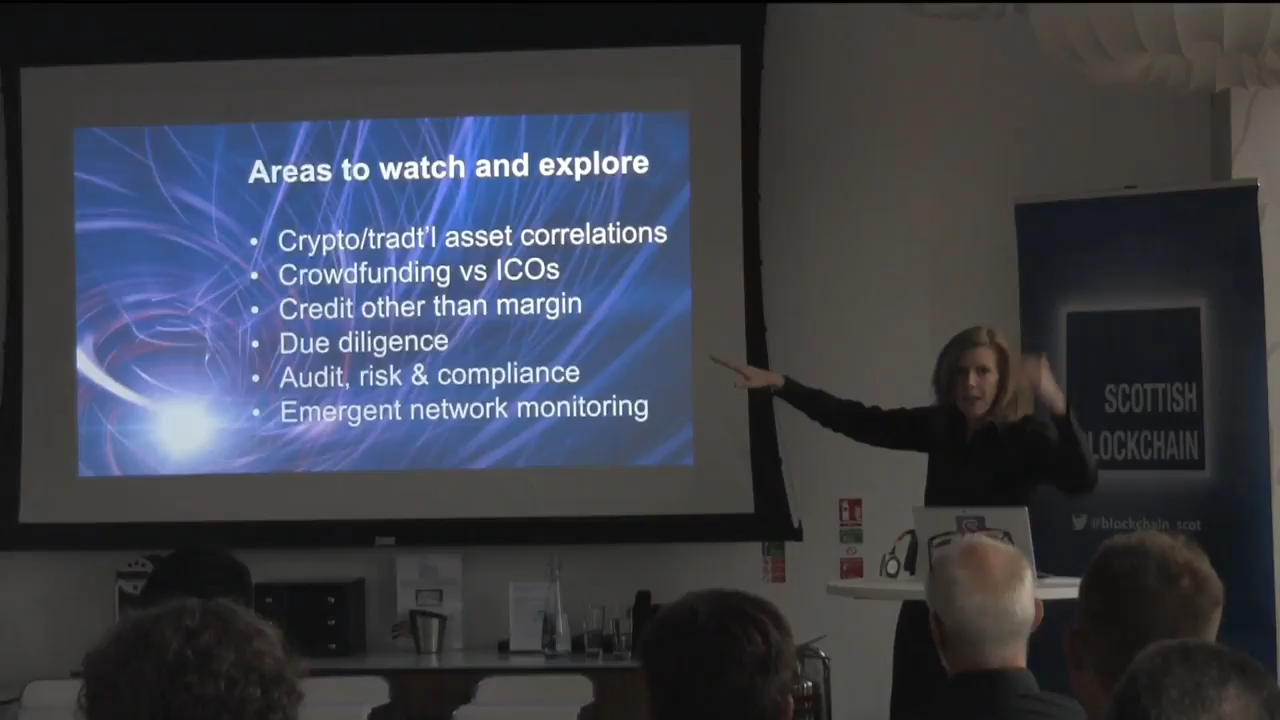 Areas to watch and explore
• Crypto/tradt'l asset correlations
• Crowdfunding vs ICOs
• Credit other than margin
• Due diligence
• Audit, risk & compliance
• Emergent network monitoring
SCOTTISH
LOCKCHAIN
@blockchain_scot